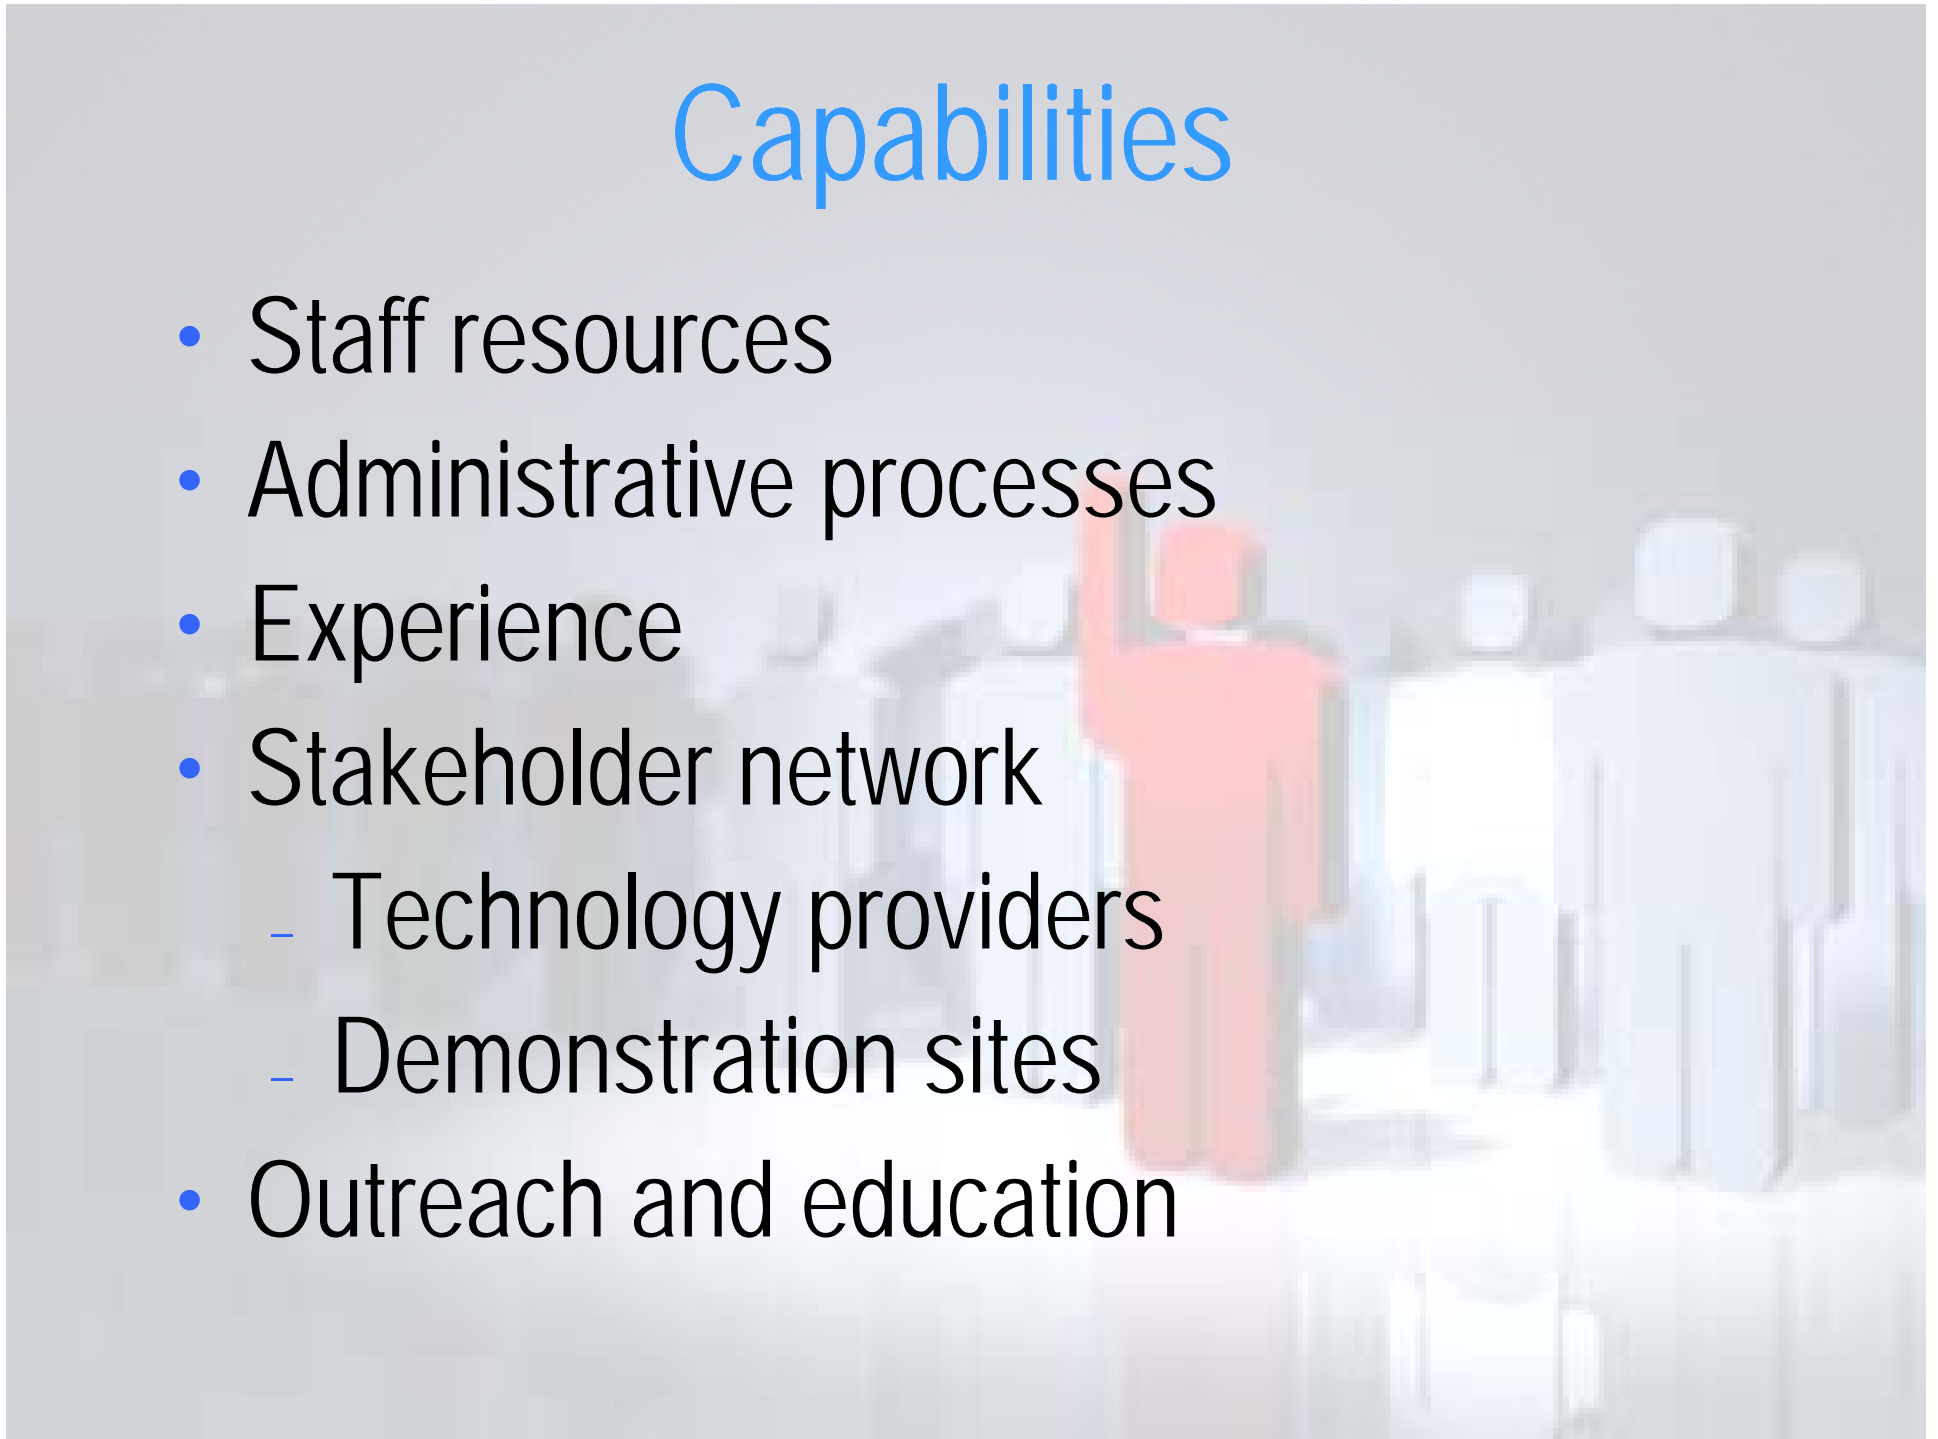 Capabilities
• Staff resources
• Administrative processes
• Experience
• Stakeholder network
– Technology providers
– Demonstration sites
• Outreach and education